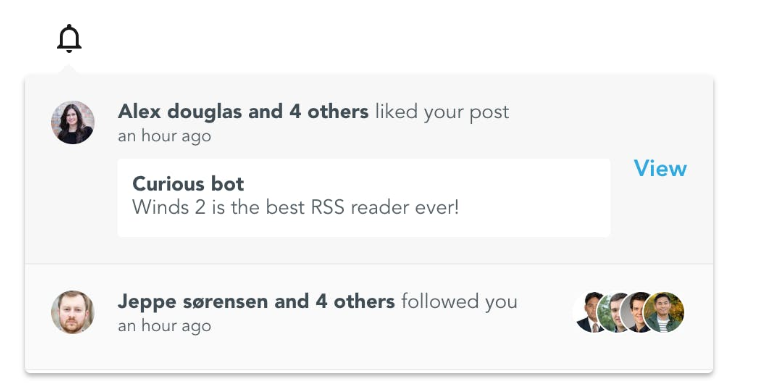 Alex douglas and 4 others liked your post
an hour ago
View
Curious bot
Winds 2 is the best RSS reader ever!
Jeppe sørensen and 4 others followed you
an hour ago